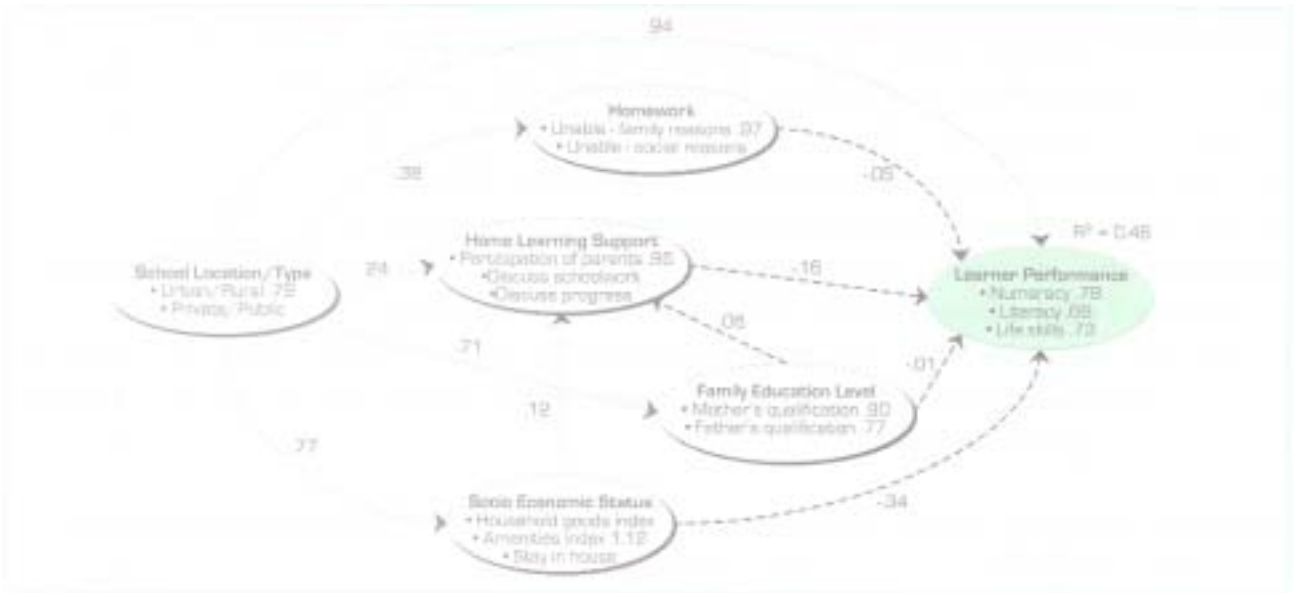 .94
Homework
• Unable - family reasons .97
• Unable - social reasons
.38
-.05
R² = 0.46
Home Learning Support
• Participation of parents .95
•Discuss schoolwork
•Discuss progress
School Location/Type
• Urban/Rural .79
• Private/Public
.24
-.16
Learner Performance
• Numeracy .78
• Literacy .69
• Life skills .73
.06
.71
-.01
Family Education Level
• Mother's qualification .90
• Father's qualification .77
.12
.77
Socio Economic Status
• Household goods index
• Amenities index 1.12
• Stay in house
-.34